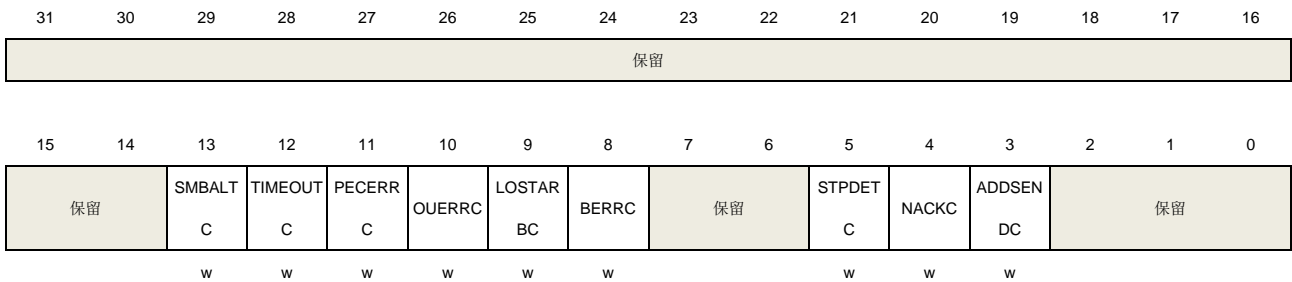 31 30 29 28 27 26 25 24 23 22 21 20 19 18 17 16
保留
15 14 13 12 11 10 9 8 7 6 5 4 3 2 1 0
保留 SMBALT C TIMEOUT C PECERR C OUERRC LOSTAR BC BERRC 保留 STPDET C NACKC ADDSEN DC 保留
w w w w w w w w w